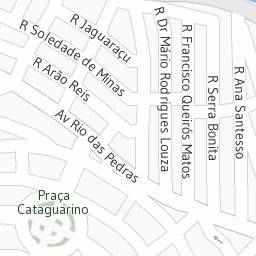 R Jaguaraçu
R Soledade de Minas
R Arão Reis
Av Rio das Pedras
R Dr Mário Rodrigues Louza
R Francisco Queirós Matos
R Serra Bonita
R Ana Santesso
Praça
Cataguarino